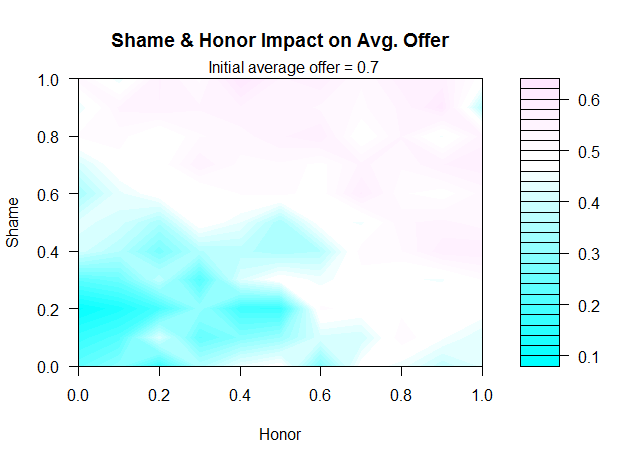 Shame & Honor Impact on Avg. Offer
Initial average offer = 0.7
1.0
0.8
0.6
0.4
0.2
0.0
Shame
0.0 0.2 0.4 0.6 0.8 1.0
Honor
0.6
0.5
0.4
0.3
0.2
0.1